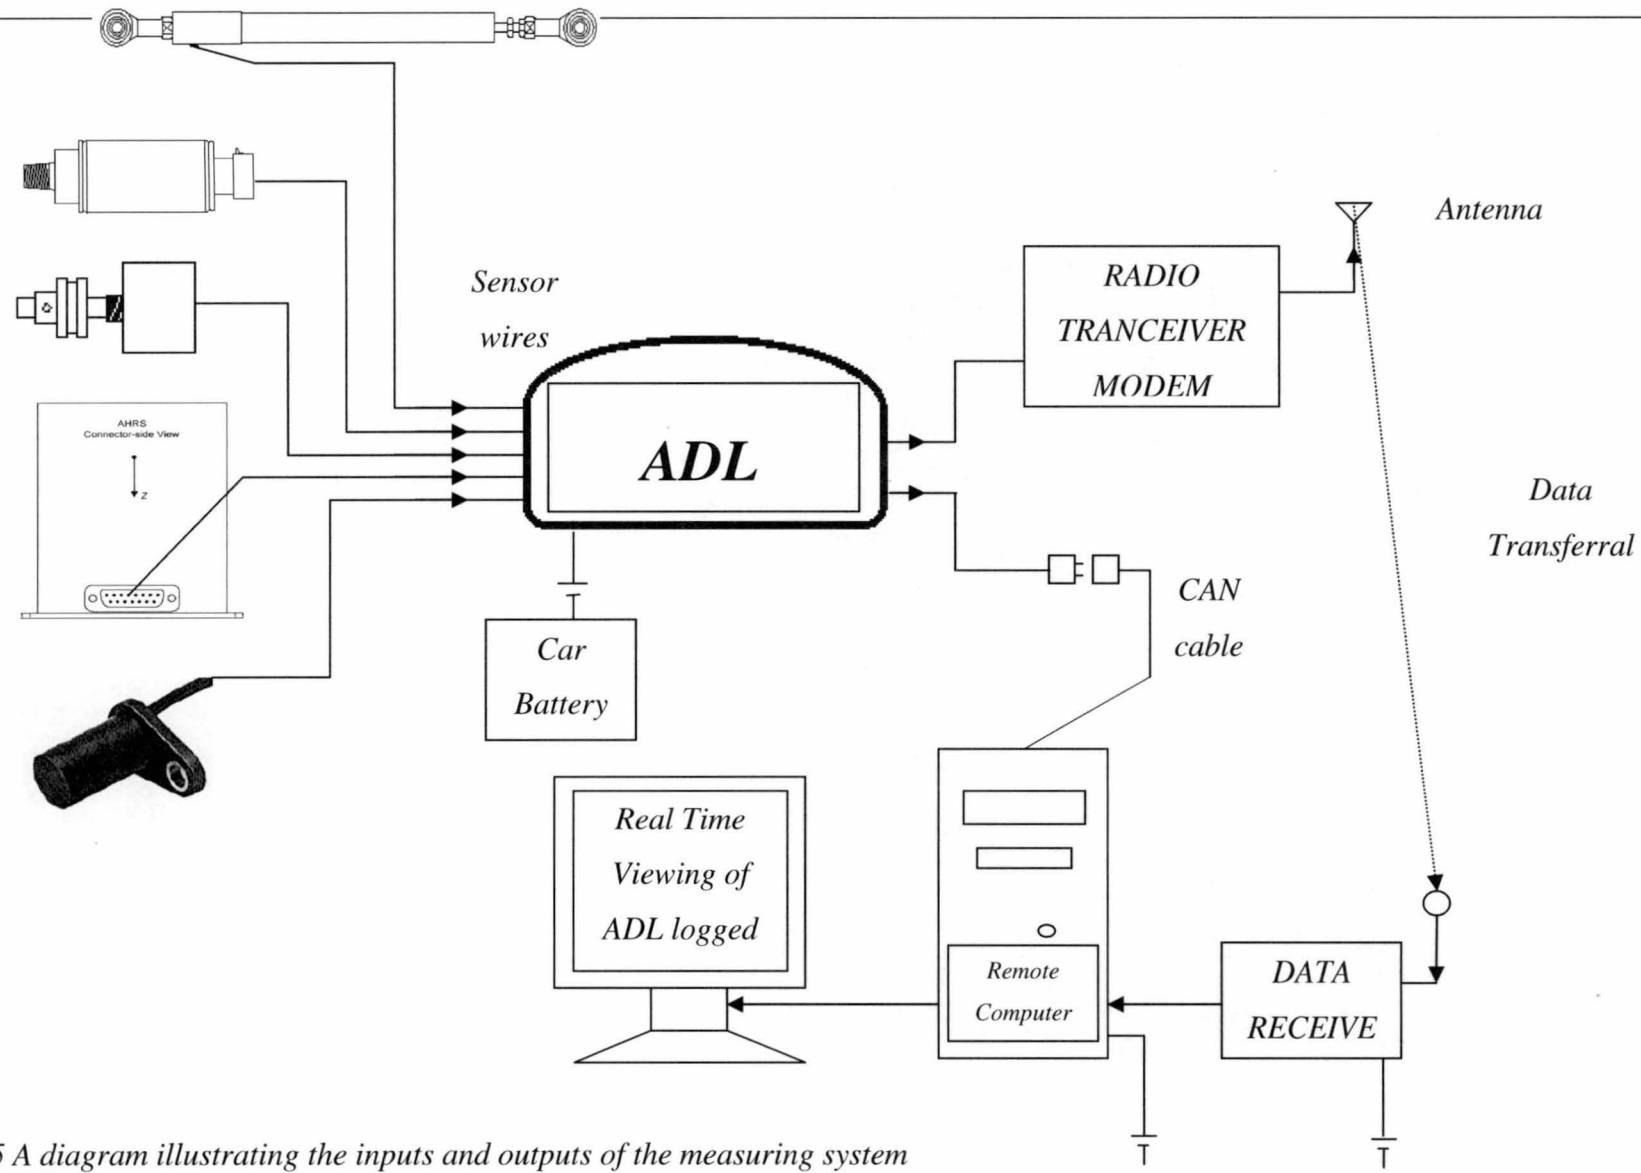 Sensor
wires
AHRS
Connector-side View
Z
ADL
RADIO
TRANCEIVER
MODEM
Antenna
Data
Transferral
CAN
cable
Car
Battery
Real Time
Viewing of
ADL logged
Remote
Computer
DATA
RECEIVE
A diagram illustrating the inputs and outputs of the measuring system